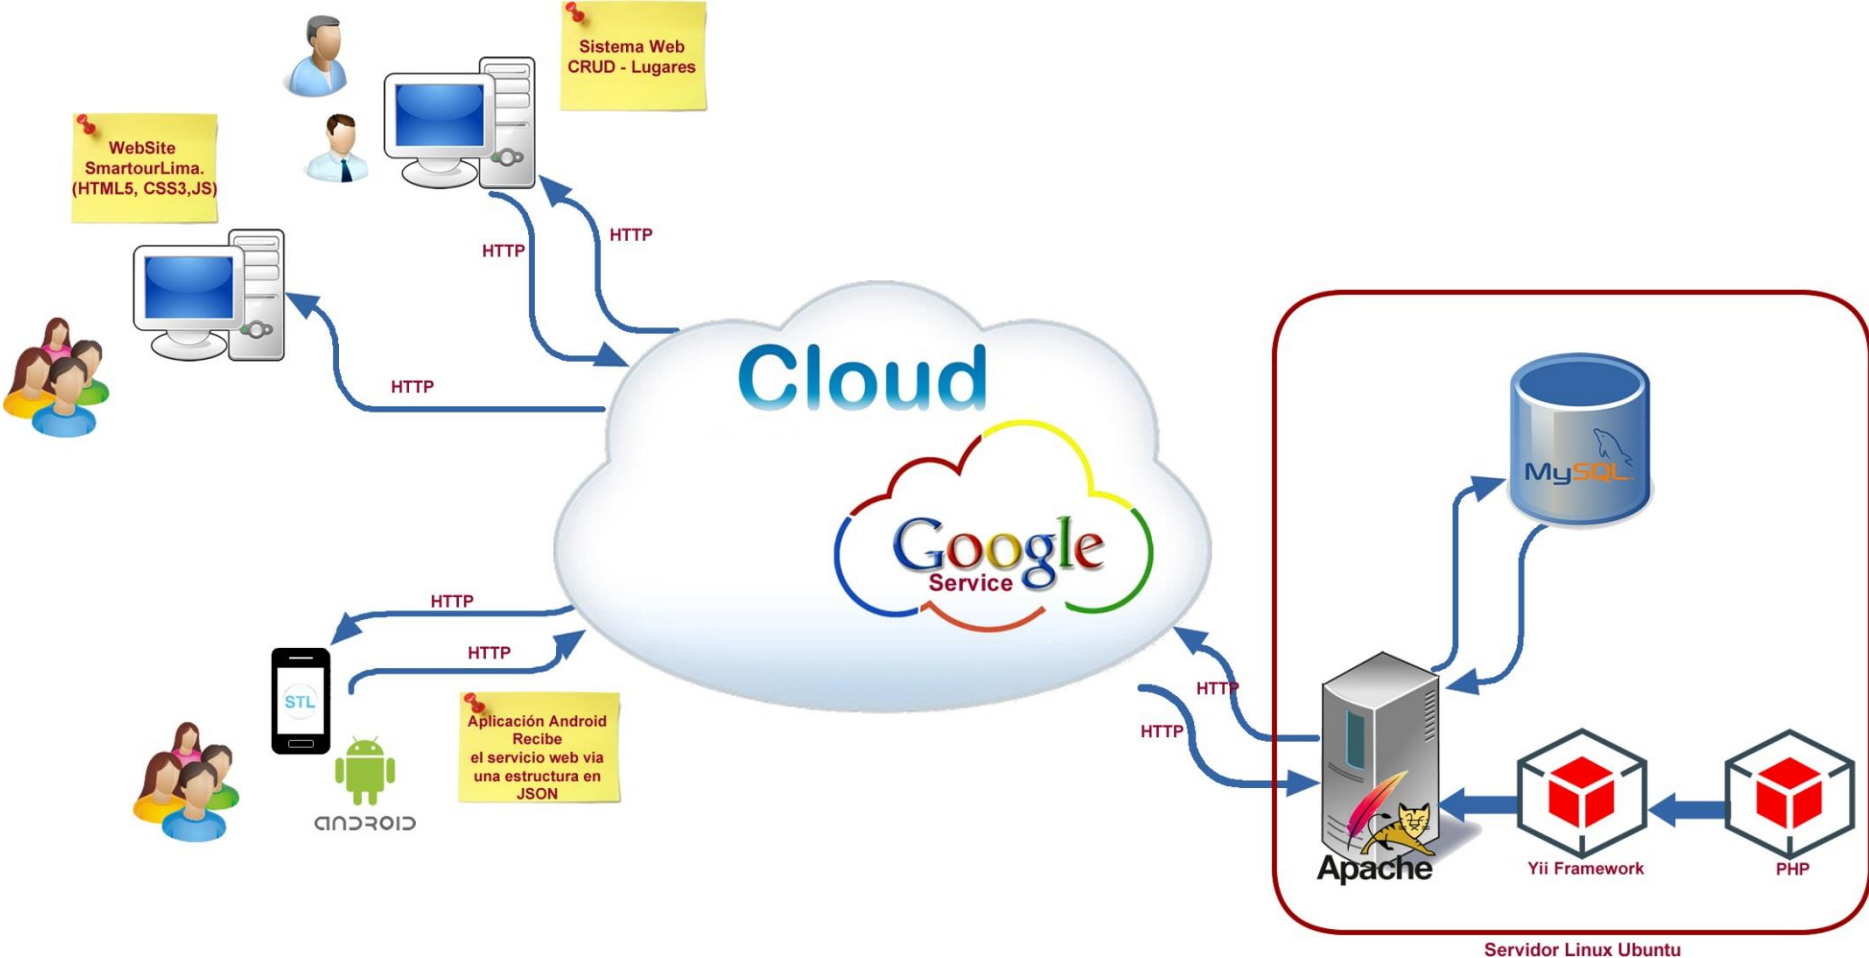 Sistema Web
CRUD - Lugares
WebSite
SmartourLima.
(HTML5, CSS3,JS)
HTTP
HTTP
HTTP
Cloud
Google
Service
MySQL
HTTP
HTTP
STL
Aplicación Android
Recibe
el servicio web via
una estructura en
JSON
ANDROID
HTTP
HTTP
Apache
Yii Framework
PHP
Servidor Linux Ubuntu